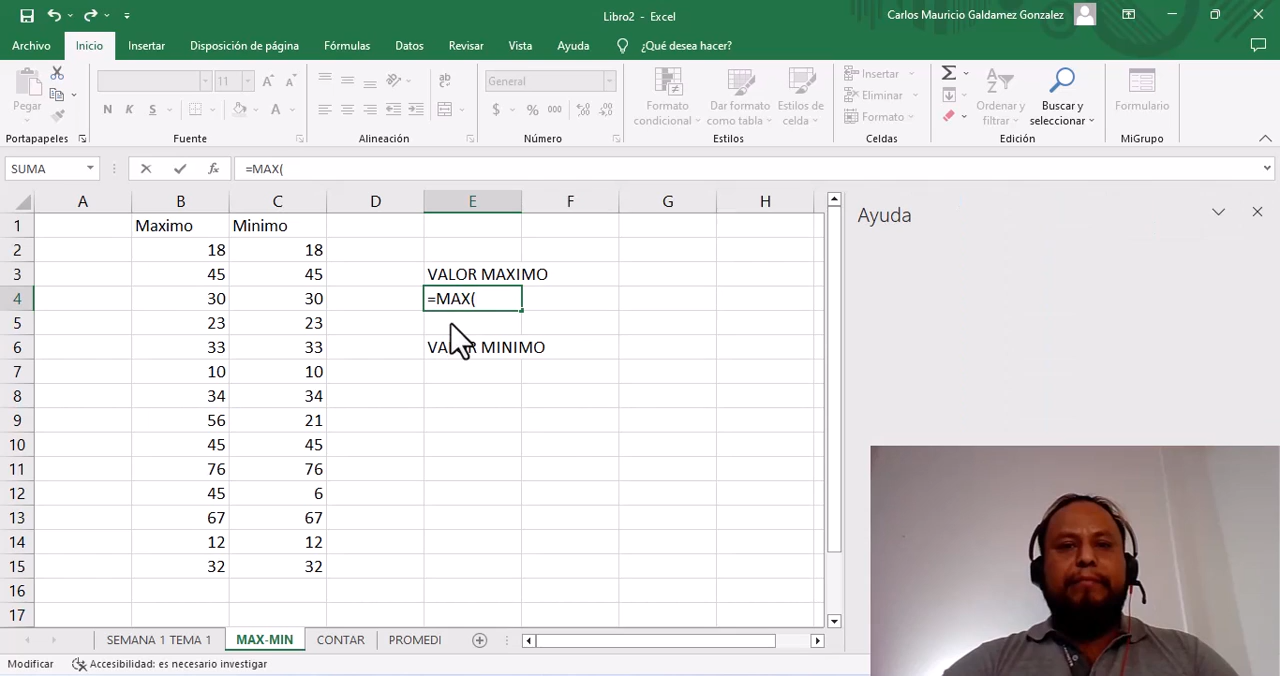 Libro2 - Excel
Carlos Mauricio Galdamez Gonzalez
Archivo Inicio Insertar Disposición de página Fórmulas Datos Revisar Vista Ayuda ¿Qué desea hacer?
Pegar
11
N K S
General
$ % 000
Formato condicional
Dar formato como tabla
Estilos de celda
Insertar
Eliminar
Formato
Ordenar y filtrar
Buscar y seleccionar
Formulario
Portapapeles Fuente Alineación Número Estilos Celdas Edición MiGrupo
SUMA fx =MAX(
A B C D E F G H
1 Maximo Minimo
2 18 18
3 45 45 VALOR MAXIMO
4 30 30 =MAX(
5 23 23
6 33 33 VALOR MINIMO
7 10 10
8 34 34
9 56 21
10 45 45
11 76 76
12 45 6
13 67 67
14 12 12
15 32 32
16
17
Ayuda
SEMANA 1 TEMA 1 MAX-MIN CONTAR PROMEDI
Modificar Accesibilidad: es necesario investigar